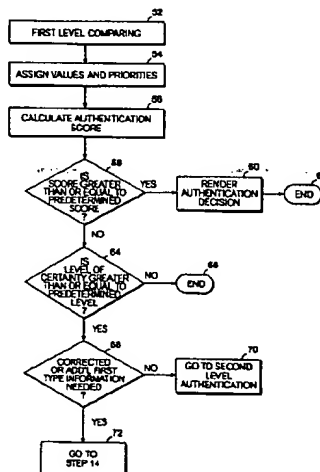 52
FIRST LEVEL COMPARING
54
ASSIGN VALUES AND PRIORITIES
56
CALCULATE AUTHENTICATION
SCORE
58
IS
SCORE GREATER
THAN OR EQUAL TO
PREDETERMINED
SCORE
?
YES
60
RENDER
AUTHENTICATION
DECISION
END
NO
64
IS
LEVEL OF
CERTAINTY GREATER
THAN OR EQUAL TO
PREDETERMINED
LEVEL
?
NO
66
END
YES
68
CORRECTED
OR ADD'L FIRST
TYPE INFORMATION
NEEDED
?
NO
70
GO TO SECOND
LEVEL
AUTHENTICATION
YES
72
GO TO
STEP 14